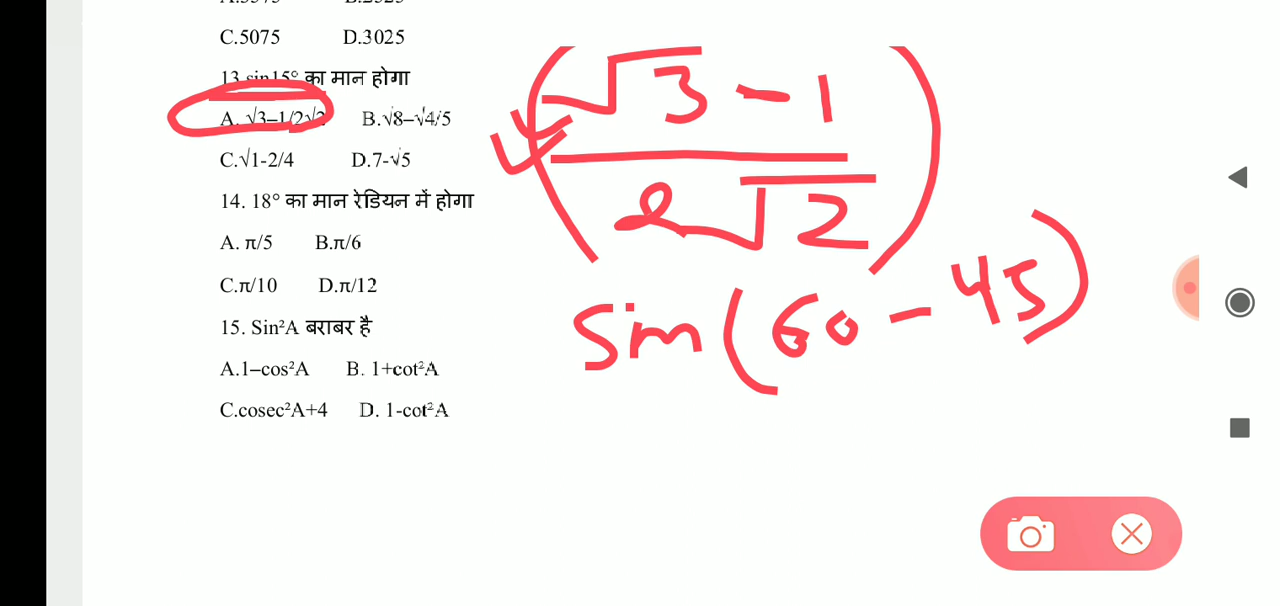 C.5075 D.3025
13.sin15° का मान होगा
A. √3–1/2√2 B.√8–√4/5
C.√1-2/4 D.7-√5
14. 18° का मान रेडियन में होगा
A. π/5 B.π/6
C.π/10 D.π/12
15. Sin²A बराबर है
A.1–cos²A B. 1+cot²A
C.cosec²A+4 D. 1-cot²A
(√3 – 1
2√2)
Sin(60 – 45)